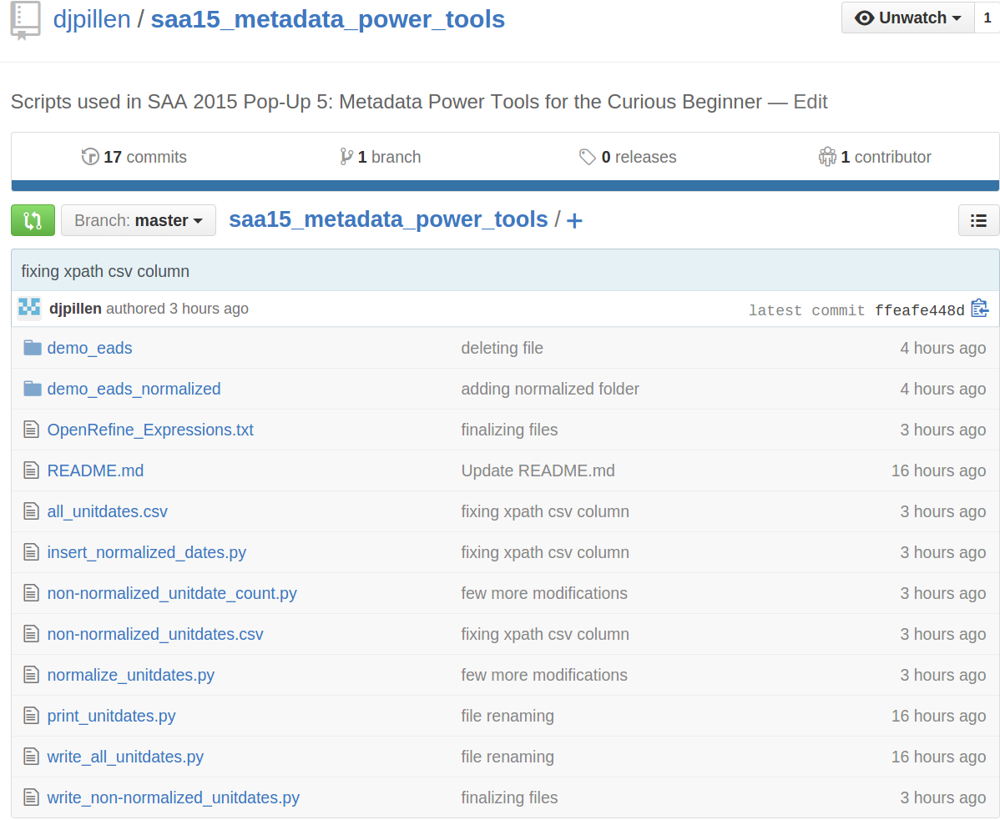 djpillen / saa15_metadata_power_tools
Unwatch 1
Scripts used in SAA 2015 Pop-Up 5: Metadata Power Tools for the Curious Beginner — Edit
17 commits 1 branch 0 releases 1 contributor
Branch: master saa15_metadata_power_tools / +
fixing xpath csv column
djpillen authored 3 hours ago latest commit ffeafe448d
demo_eads deleting file 4 hours ago
demo_eads_normalized adding normalized folder 4 hours ago
OpenRefine_Expressions.txt finalizing files 3 hours ago
README.md Update README.md 16 hours ago
all_unitdates.csv fixing xpath csv column 3 hours ago
insert_normalized_dates.py fixing xpath csv column 3 hours ago
non-normalized_unitdate_count.py few more modifications 3 hours ago
non-normalized_unitdates.csv fixing xpath csv column 3 hours ago
normalize_unitdates.py few more modifications 3 hours ago
print_unitdates.py file renaming 16 hours ago
write_all_unitdates.py file renaming 16 hours ago
write_non-normalized_unitdates.py finalizing files 3 hours ago